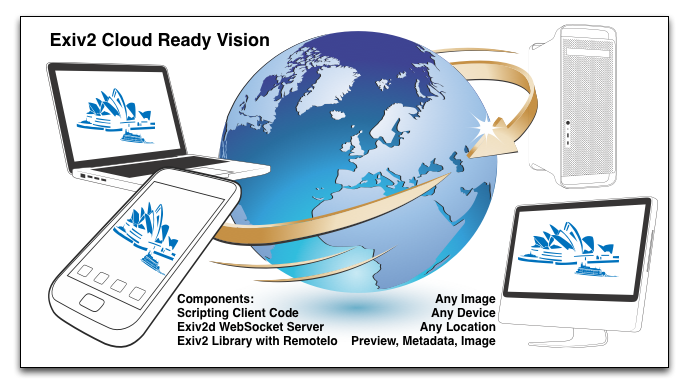 Exiv2 Cloud Ready Vision
Components:
Scripting Client Code
Exiv2d WebSocket Server
Exiv2 Library with RemoteIo
Any Image
Any Device
Any Location
Preview, Metadata, Image